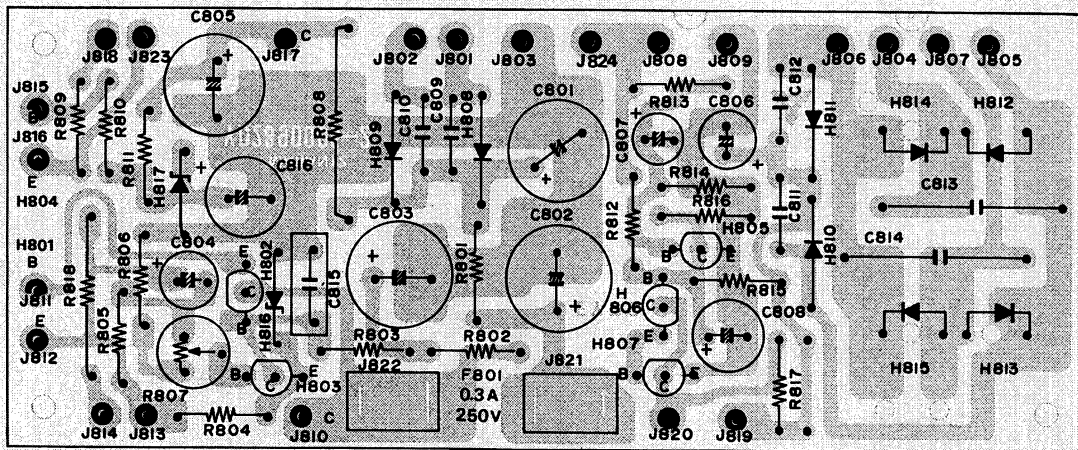 C805
J818
J823
J817
C
J802
J801
J803
J824
J808
J809
J806
J804
J807
J805
J815
B
J816
E
H804
R809
R810
R811
H817
+
+
C816
R808
H809
C810
C809
H808
C801
+
C807
+
R813
C806
+
C812
H811
H814
H812
R814
R816
H805
C811
H810
C813
C814
H801
B
J811
E
J812
R818
R806
R805
C804
+
E
C
B
H802
H816
C815
C803
+
R801
C802
+
R812
B
C
E
B
H
806
C
E
R815
C808
+
R803
J822
R802
F801
0.3A
250V
J821
H807
B
C
E
R807
B
C
E
H803
R804
J814
J813
J810
C
J820
J819
R817
H815
H813